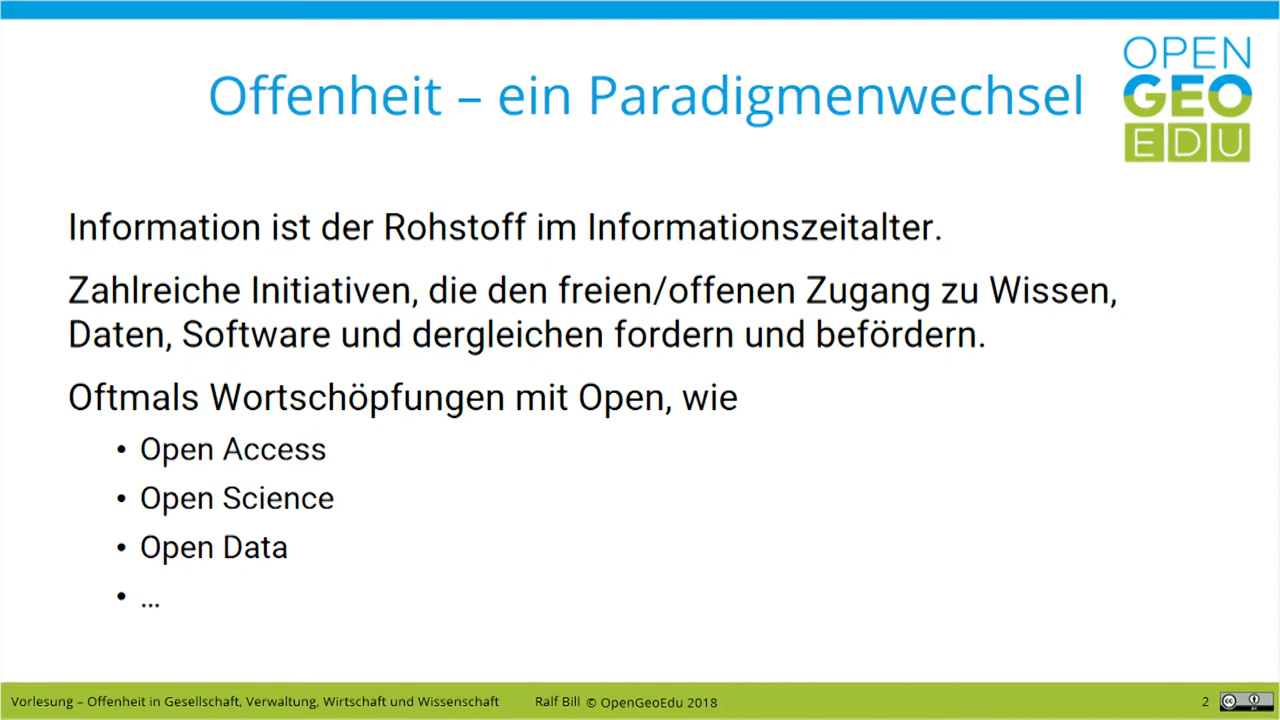 OPEN
GEO
EDU
Offenheit – ein Paradigmenwechsel
Information ist der Rohstoff im Informationszeitalter.
Zahlreiche Initiativen, die den freien/offenen Zugang zu Wissen,
Daten, Software und dergleichen fordern und befördern.
Oftmals Wortschöpfungen mit Open, wie
• Open Access
• Open Science
• Open Data
• ...
Vorlesung – Offenheit in Gesellschaft, Verwaltung, Wirtschaft und Wissenschaft Ralf Bill © OpenGeoEdu 2018 2